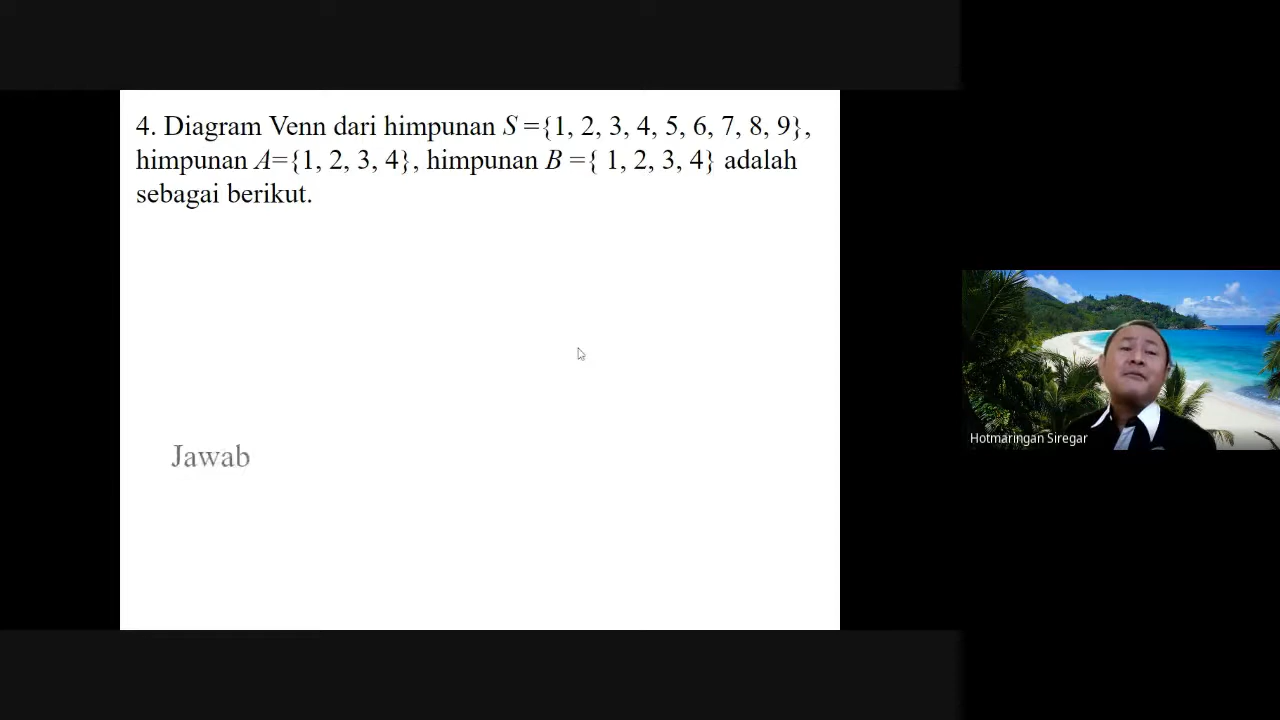 4. Diagram Venn dari himpunan S ={1, 2, 3, 4, 5, 6, 7, 8, 9},
himpunan A={1, 2, 3, 4}, himpunan B ={ 1, 2, 3, 4} adalah
sebagai berikut.
Hotmaringan Siregar
Jawab